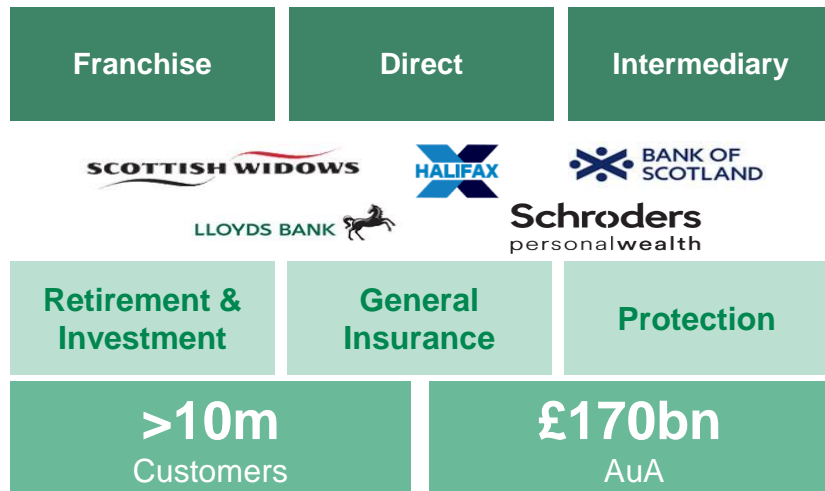 Franchise
Direct
Intermediary
SCOTTISH WIDOWS
HALIFAX
BANK OF
SCOTLAND
LLOYDS BANK
Schroders
personalwealth
Retirement &
Investment
General
Insurance
Protection
>10m
Customers
£170bn
AuA